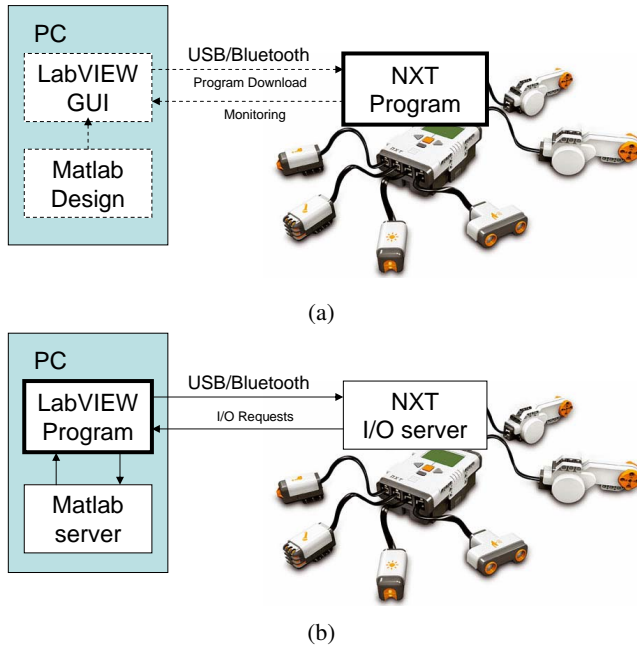 PC
LabVIEW
GUI
Matlab
Design
USB/Bluetooth
Program Download
Monitoring
NXT
Program
(a)
PC
LabVIEW
Program
Matlab
server
USB/Bluetooth
I/O Requests
NXT
I/O server
(b)